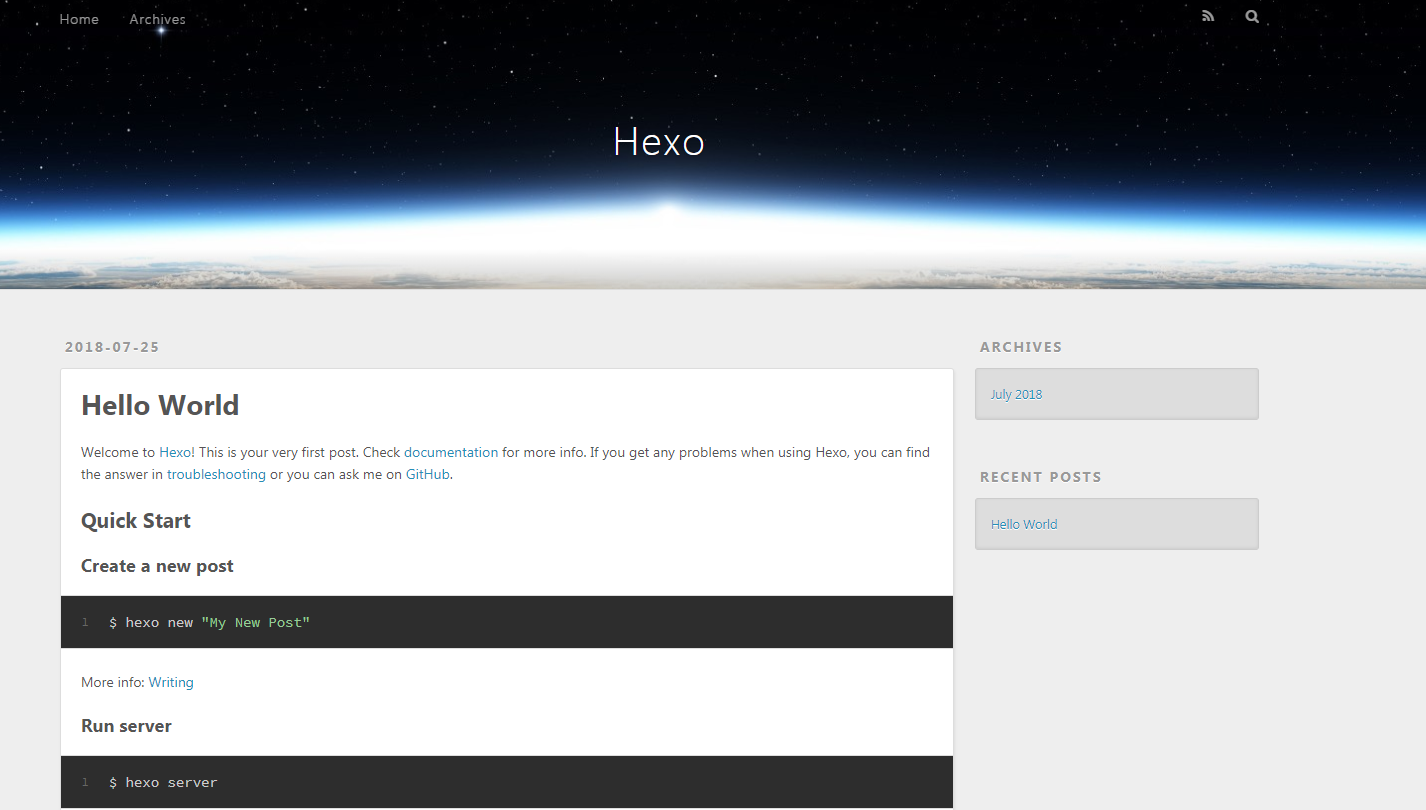 Home Archives
Hexo
2018-07-25
Hello World
Welcome to Hexo! This is your very first post. Check documentation for more info. If you get any problems when using Hexo, you can find
the answer in troubleshooting or you can ask me on GitHub.
Quick Start
Create a new post
1 $ hexo new "My New Post"
More info: Writing
Run server
1 $ hexo server
ARCHIVES
July 2018
RECENT POSTS
Hello World